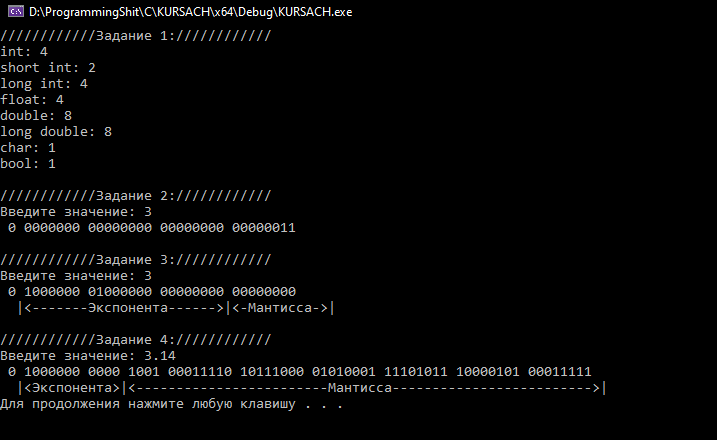 D:\ProgrammingShit\C\KURSACH\x64\Debug\KURSACH.exe
////////////Задание 1:////////////
int: 4
short int: 2
long int: 4
float: 4
double: 8
long double: 8
char: 1
bool: 1
////////////Задание 2:////////////
Введите значение: 3
0 0000000 00000000 00000000 00000011
////////////Задание 3:////////////
Введите значение: 3
0 1000000 01000000 00000000 00000000
|<-------Экспонента------>|<-Мантисса->|
////////////Задание 4:////////////
Введите значение: 3.14
0 1000000 0000 1001 00011110 10111000 01010001 11101011 10000101 00011111
|<Экспонента>|<------------------------Мантисса------------------------->|
Для продолжения нажмите любую клавишу . . .